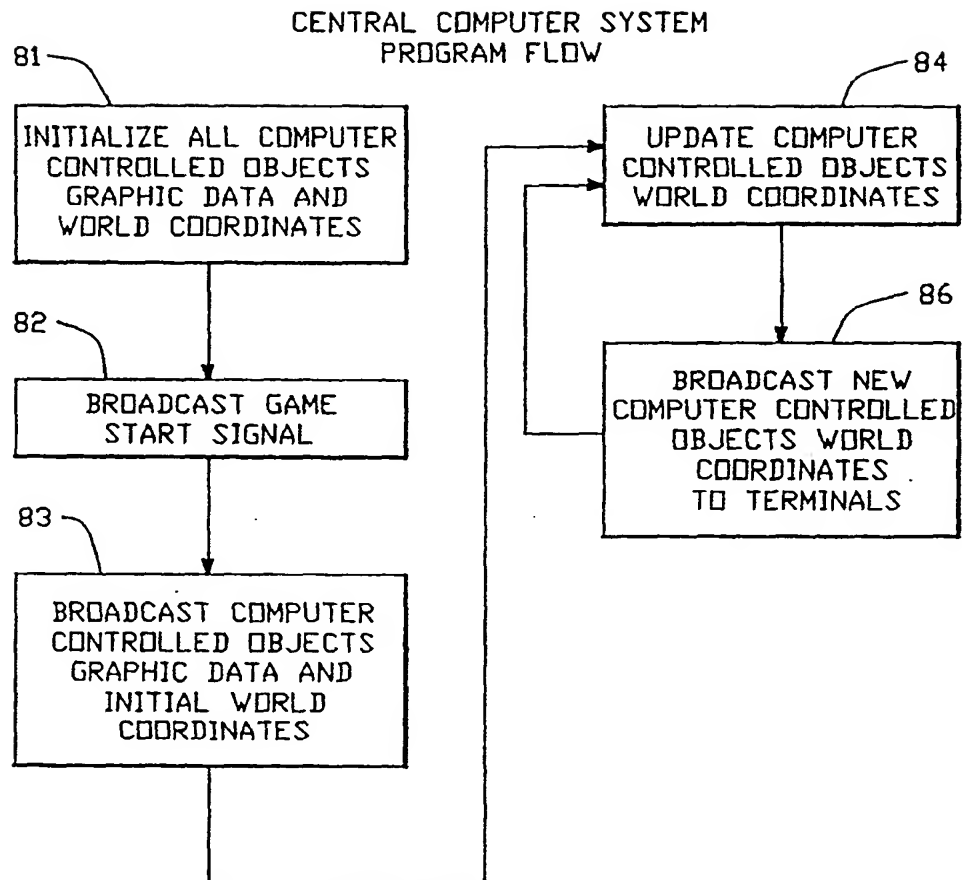 CENTRAL COMPUTER SYSTEM
PROGRAM FLOW
81
INITIALIZE ALL COMPUTER
CONTROLLED OBJECTS
GRAPHIC DATA AND
WORLD COORDINATES
82
BROADCAST GAME
START SIGNAL
83
BROADCAST COMPUTER
CONTROLLED OBJECTS
GRAPHIC DATA AND
INITIAL WORLD
COORDINATES
84
UPDATE COMPUTER
CONTROLLED OBJECTS
WORLD COORDINATES
86
BROADCAST NEW
COMPUTER CONTROLLED
OBJECTS WORLD
COORDINATES
TO TERMINALS